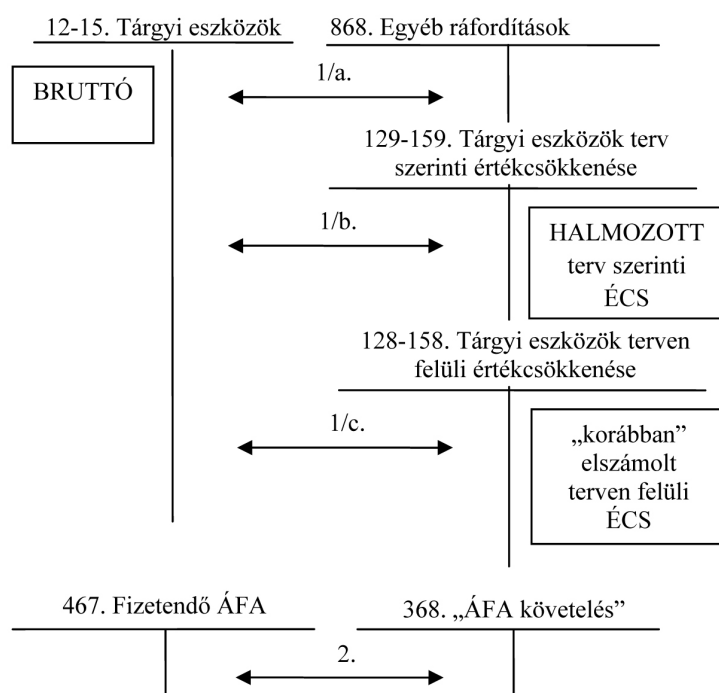 12-15. Tárgyi eszközök
868. Egyéb ráfordítások
BRUTTÓ
1/a.
129-159. Tárgyi eszközök terv
szerinti értékcsökkenése
1/b.
HALMOZOTT
terv szerinti
ÉCS
128-158. Tárgyi eszközök terven
felüli értékcsökkenése
1/c.
„korábban”
elszámolt
terven felüli
ÉCS
467. Fizetendő ÁFA
368. „ÁFA követelés”
2.